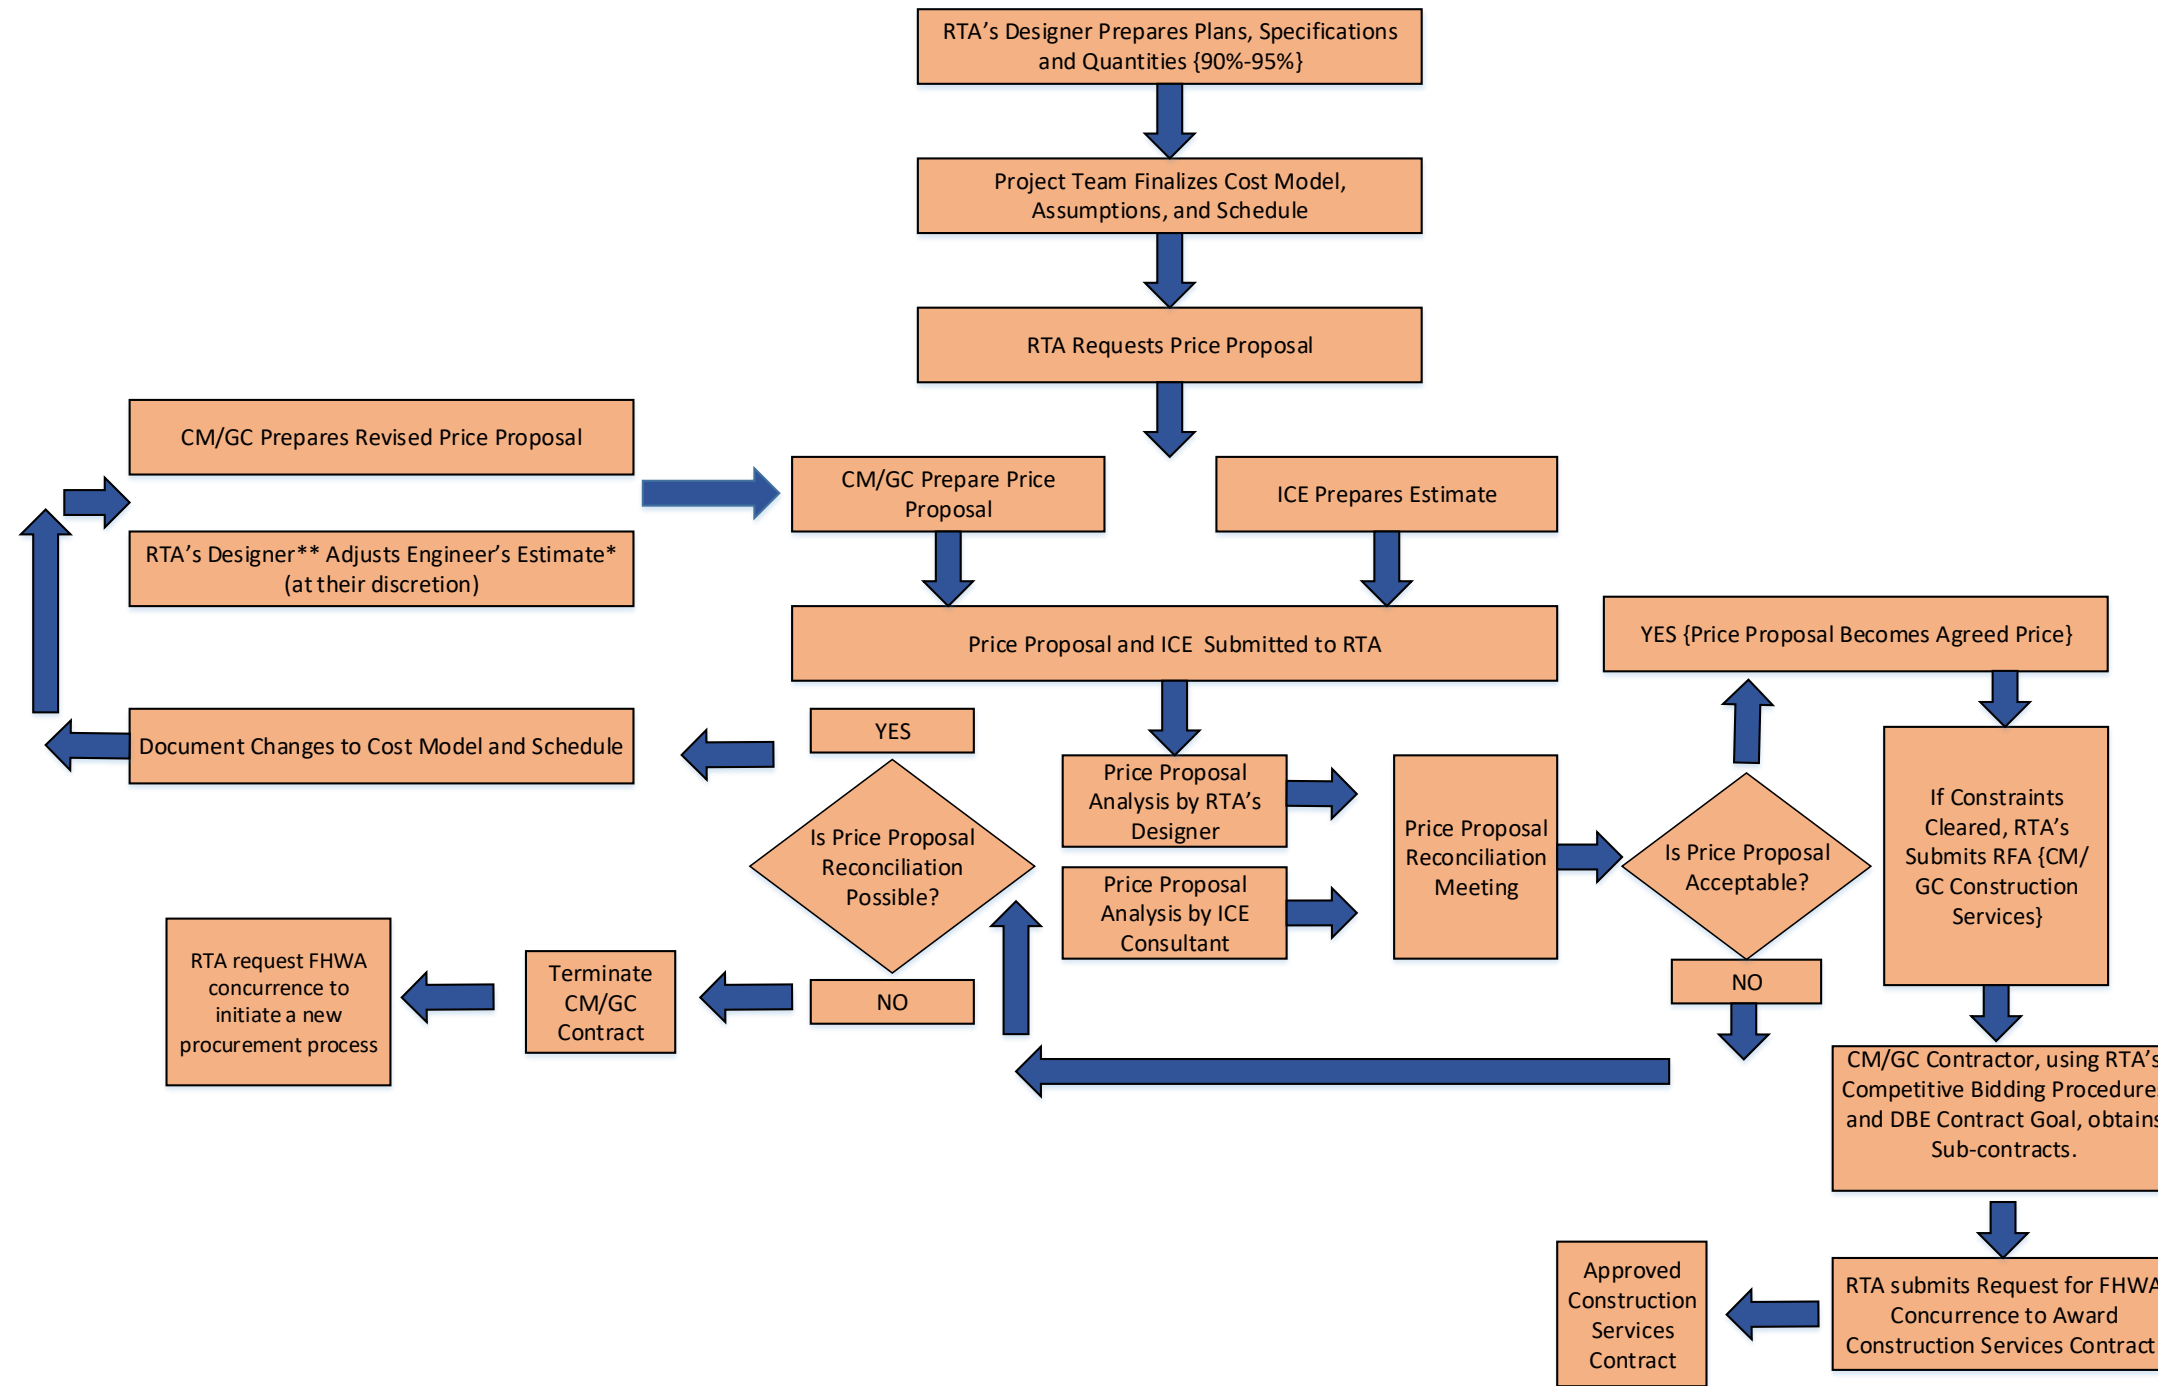 RTA's Designer Prepares Plans, Specifications
and Quantities {90%-95%}
Project Team Finalizes Cost Model,
Assumptions, and Schedule
RTA Requests Price Proposal
CM/GC Prepares Revised Price Proposal
CM/GC Prepare Price
Proposal
ICE Prepares Estimate
RTA's Designer** Adjusts Engineer's Estimate*
(at their discretion)
Price Proposal and ICE  Submitted to RTA
YES {Price Proposal Becomes Agreed Price}
Document Changes to Cost Model and Schedule
YES
Is Price Proposal
Reconciliation
Possible?
NO
Price Proposal
Analysis by RTA's
Designer
Price Proposal
Analysis by ICE
Consultant
Price Proposal
Reconciliation
Meeting
Is Price Proposal
Acceptable?
NO
If Constraints
Cleared, RTA's
Submits RFA {CM/
GC Construction
Services}
Terminate
CM/GC
Contract
RTA request FHWA
concurrence to
initiate a new
procurement process
CM/GC Contractor, using RTA's
Competitive Bidding Procedures
and DBE Contract Goal, obtains
Sub-contracts.
RTA submits Request for FHWA
Concurrence to Award
Construction Services Contract
Approved
Construction
Services
Contract